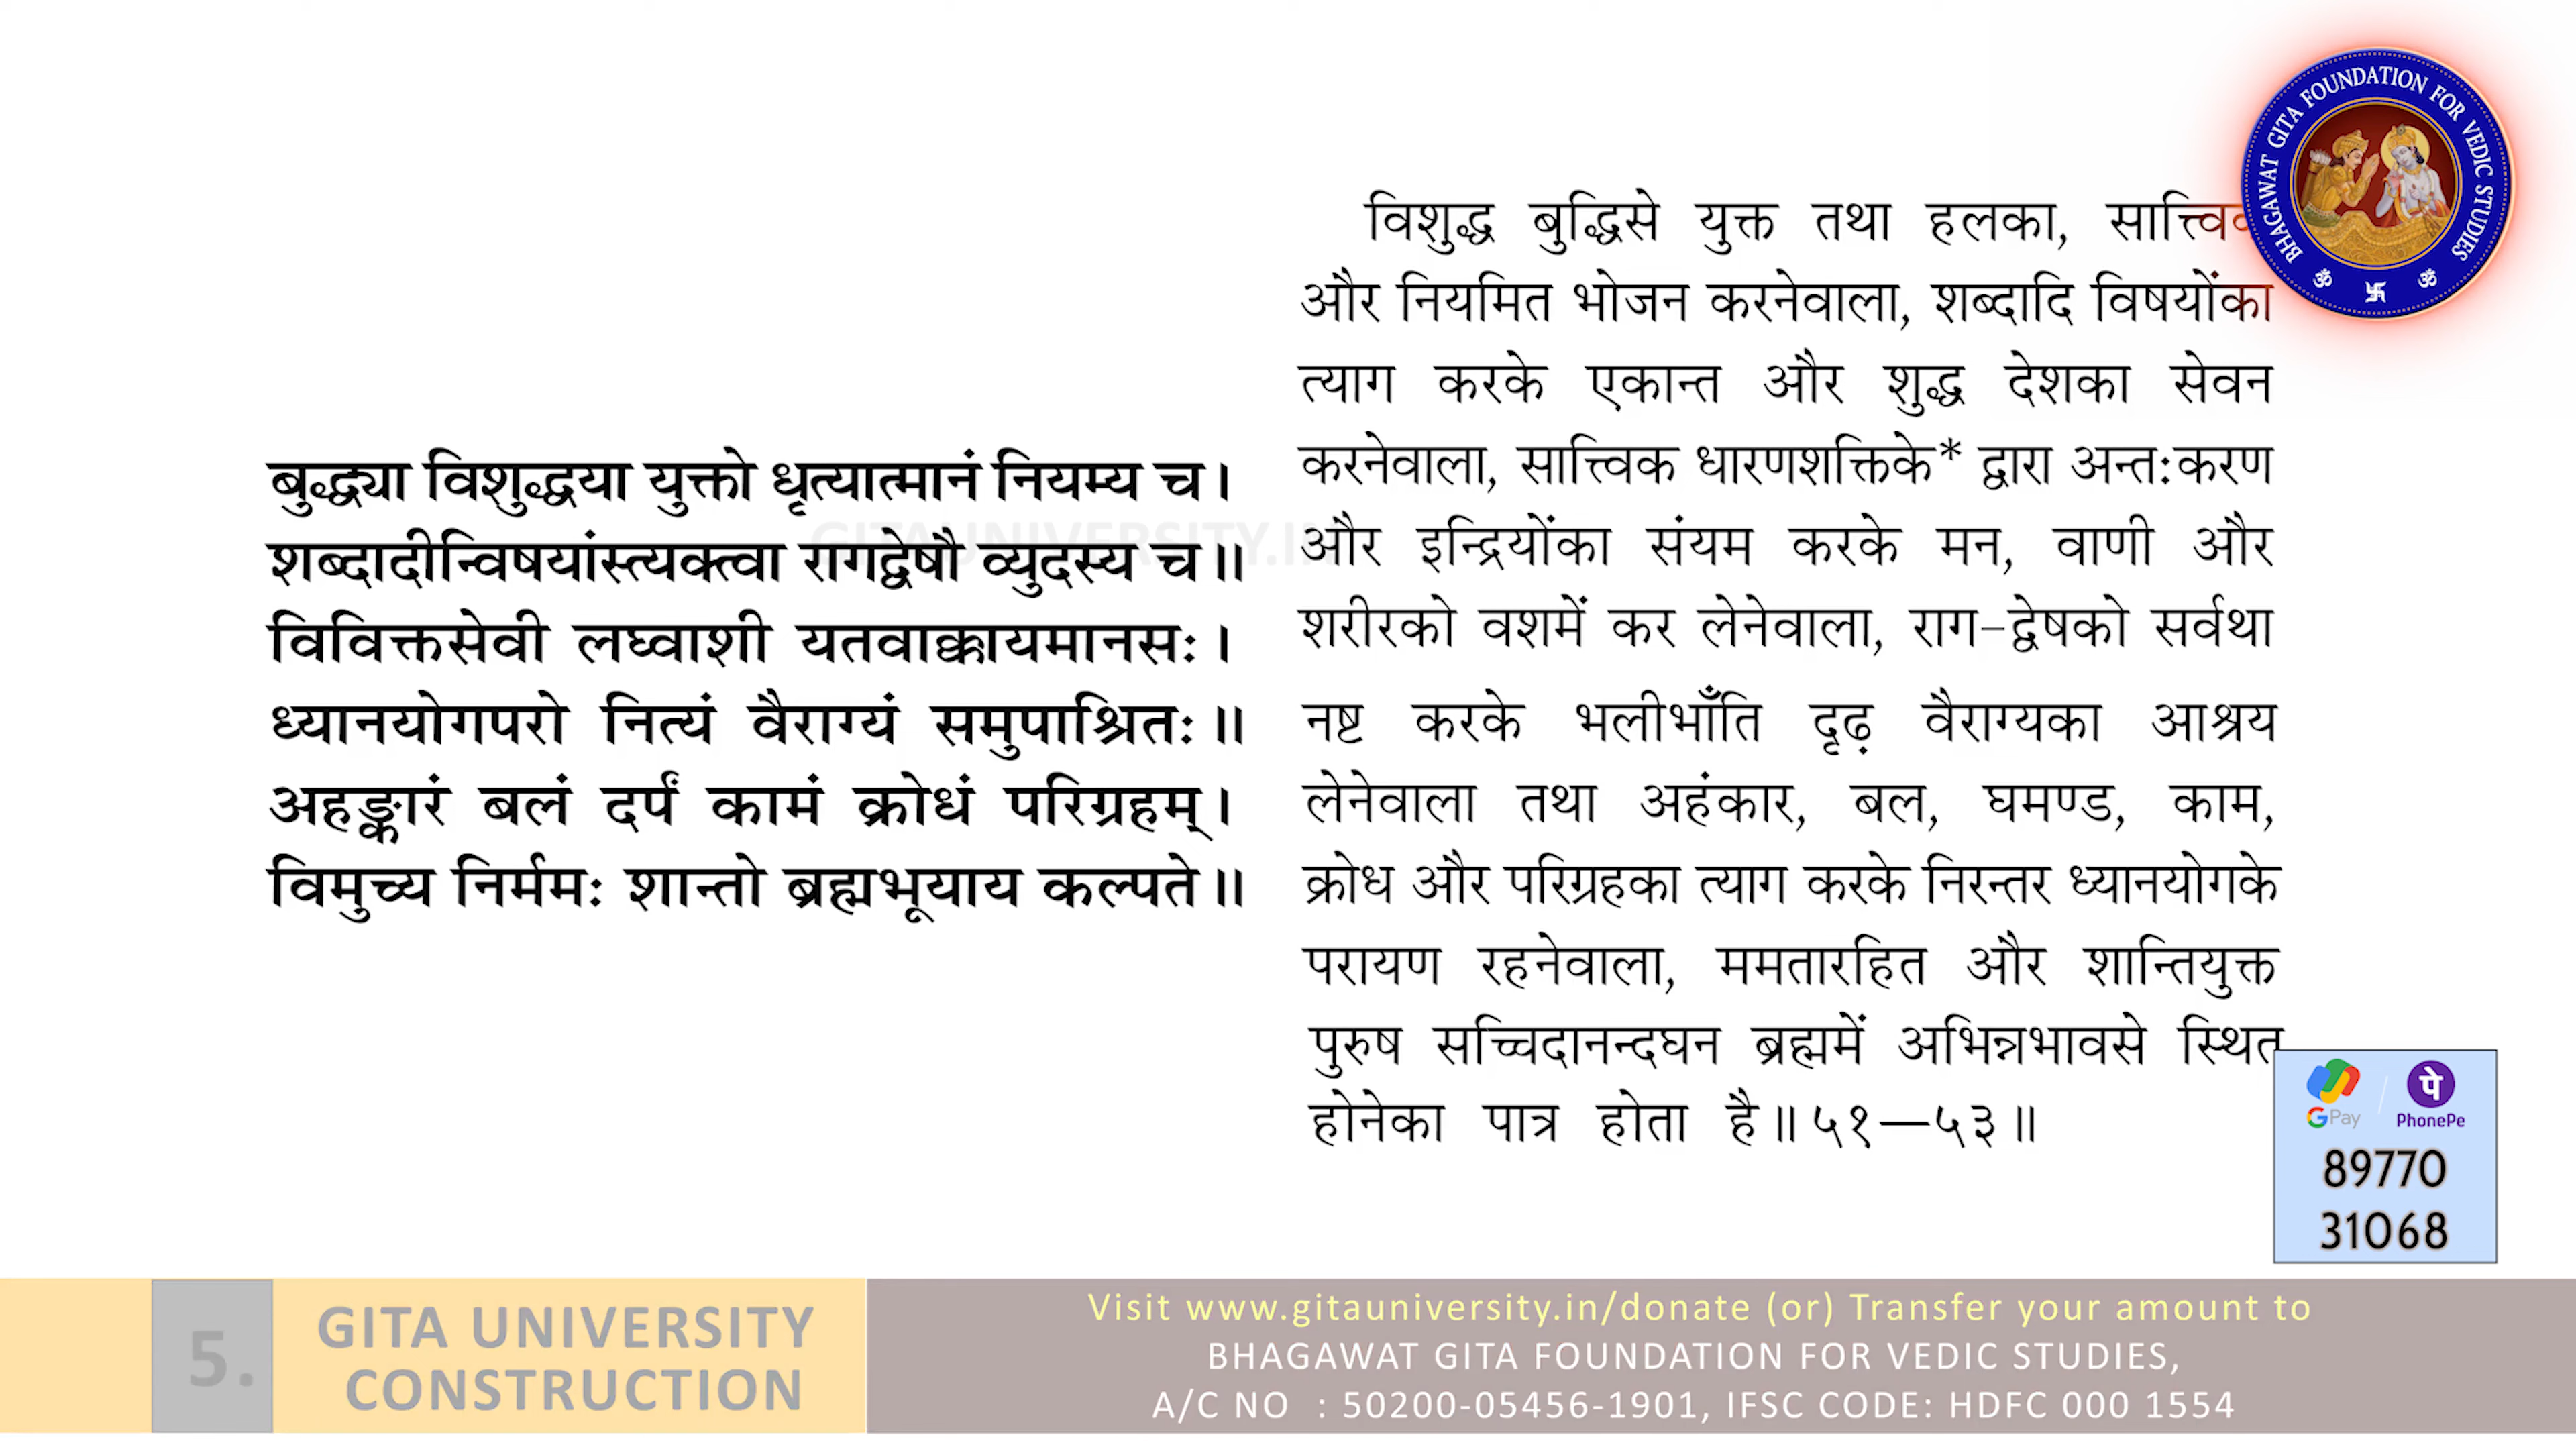 बुद्ध्या विशुद्धया युक्तो धृत्यात्मानं नियम्य च।
शब्दादीन्विषयांस्त्यक्त्वा रागद्वेषौ व्युदस्य च॥
विविक्तसेवी लघ्वाशी यतवाक्कायमानसः।
ध्यानयोगपरो नित्यं वैराग्यं समुपाश्रितः॥
अहङ्कारं बलं दर्पं कामं क्रोधं परिग्रहम्।
विमुच्य निर्ममः शान्तो ब्रह्मभूयाय कल्पते॥
विशुद्ध बुद्धिसे युक्त तथा हलका,
और नियमित भोजन करनेवाला, शब्दादि विषयोंका
त्याग करके एकान्त और शुद्ध देशका सेवन
करनेवाला, सात्त्विक धारणशक्तिके* द्वारा अन्तःकरण
और इन्द्रियोंका संयम करके मन, वाणी और
शरीरको वशमें कर लेनेवाला, राग-द्वेषको सर्वथा
नष्ट करके भलीभाँति दृढ़ वैराग्यका आश्रय
लेनेवाला तथा अहंकार, बल, घमण्ड, काम,
क्रोध और परिग्रहका त्याग करके निरन्तर ध्यानयोगके
परायण रहनेवाला, ममतारहित और शान्तियुक्त
पुरुष सच्चिदानन्दघन ब्रह्ममें अभिन्नभावसे स्थित
होनेका पात्र होता है॥ ५१—५३॥
GITAUNIVERSITY.IN
BHAGAWAT GITA FOUNDATION FOR VEDIC STUDIES
ॐ 卐 ॐ
GPay पे PhonePe
89770
31068
5. GITA UNIVERSITY
CONSTRUCTION
Visit www.gitauniversity.in/donate (or) Transfer your amount to
BHAGAWAT GITA FOUNDATION FOR VEDIC STUDIES,
A/C NO : 50200-05456-1901, IFSC CODE: HDFC 000 1554